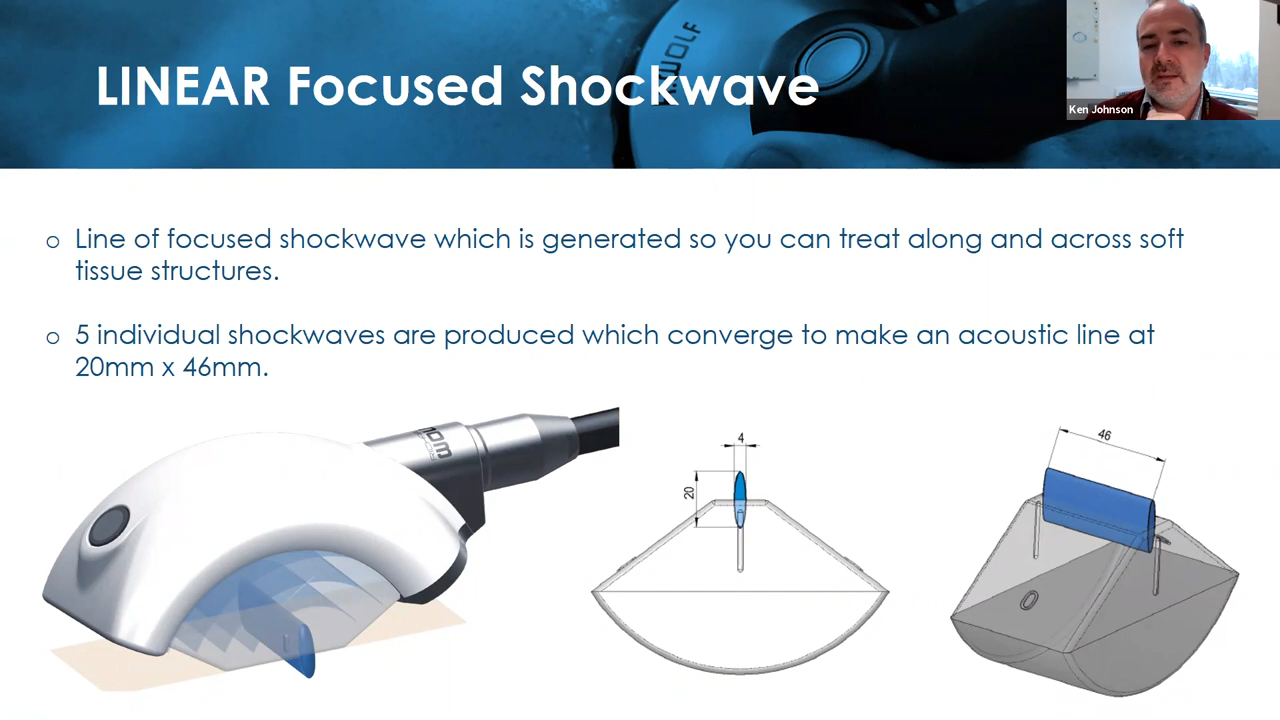 LINEAR Focused Shockwave
Ken Johnson
o Line of focused shockwave which is generated so you can treat along and across soft
tissue structures.
o 5 individual shockwaves are produced which converge to make an acoustic line at
20mm x 46mm.
4
20
46